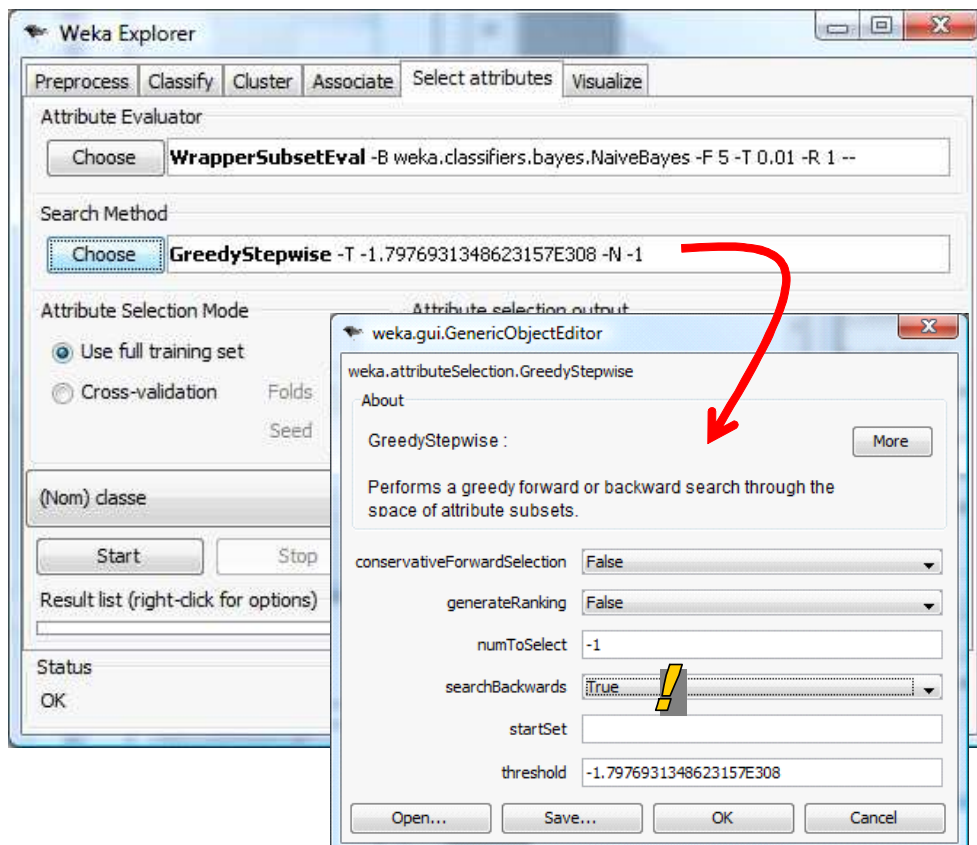 Weka Explorer
Preprocess Classify Cluster Associate Select attributes Visualize
Attribute Evaluator
Choose WrapperSubsetEval -B weka.classifiers.bayes.NaiveBayes -F 5 -T 0.01 -R 1 --
Search Method
Choose GreedyStepwise -T -1.7976931348623157E308 -N -1
Attribute Selection Mode
Attribute selection output
Use full training set
Cross-validation Folds
Seed
(Nom) classe
Start Stop
Result list (right-click for options)
Status
OK
weka.gui.GenericObjectEditor
weka.attributeSelection.GreedyStepwise
About
GreedyStepwise :
More
Performs a greedy forward or backward search through the
space of attribute subsets.
conservativeForwardSelection False
generateRanking False
numToSelect -1
searchBackwards True !
startSet
threshold -1.7976931348623157E308
Open... Save... OK Cancel